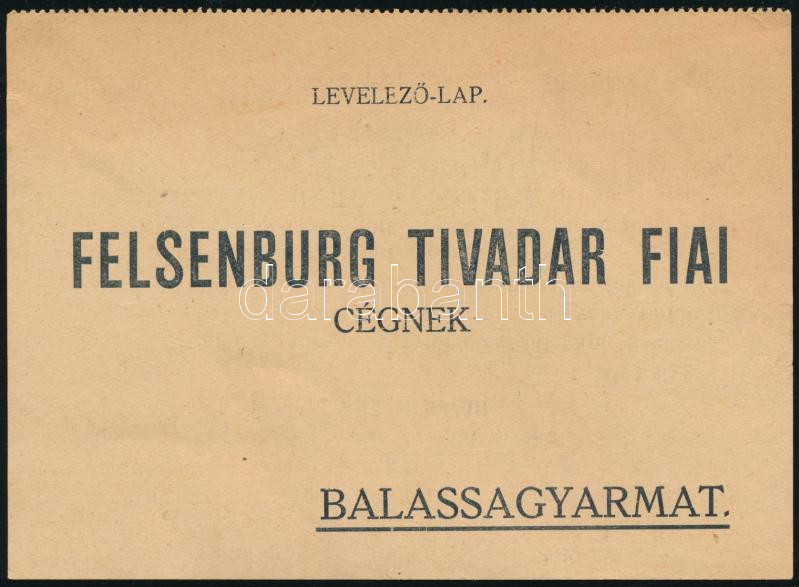 LEVELEZŐ-LAP.
FELSENBURG TIVADAR FIAI
darabanth
CÉGNEK
BALASSAGYARMAT.